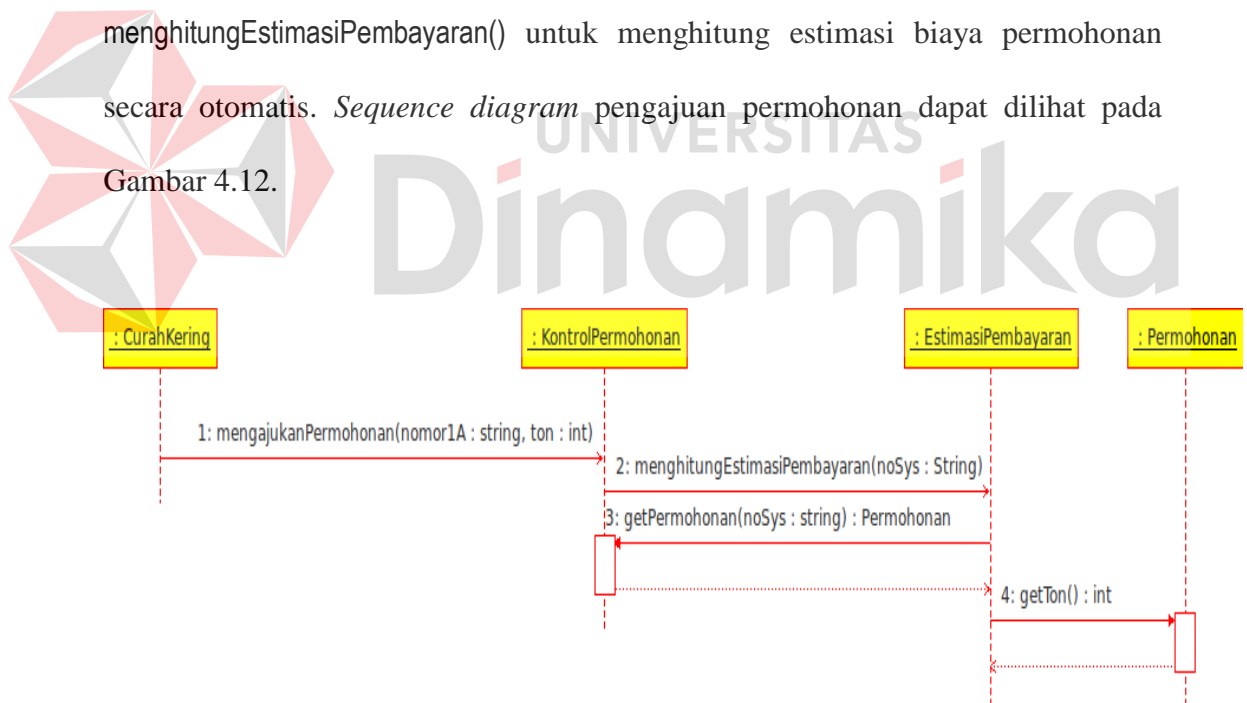 menghitungEstimasiPembayaran() untuk menghitung estimasi biaya permohonan
secara otomatis. Sequence diagram pengajuan permohonan dapat dilihat pada
Gambar 4.12.
UNIVERSITAS
Dinamika
: CurahKering
: KontrolPermohonan
: EstimasiPembayaran
: Permohonan
1: mengajukanPermohonan(nomor1A : string, ton : int)
2: menghitungEstimasiPembayaran(noSys : String)
3: getPermohonan(noSys : string) : Permohonan
4: getTon() : int